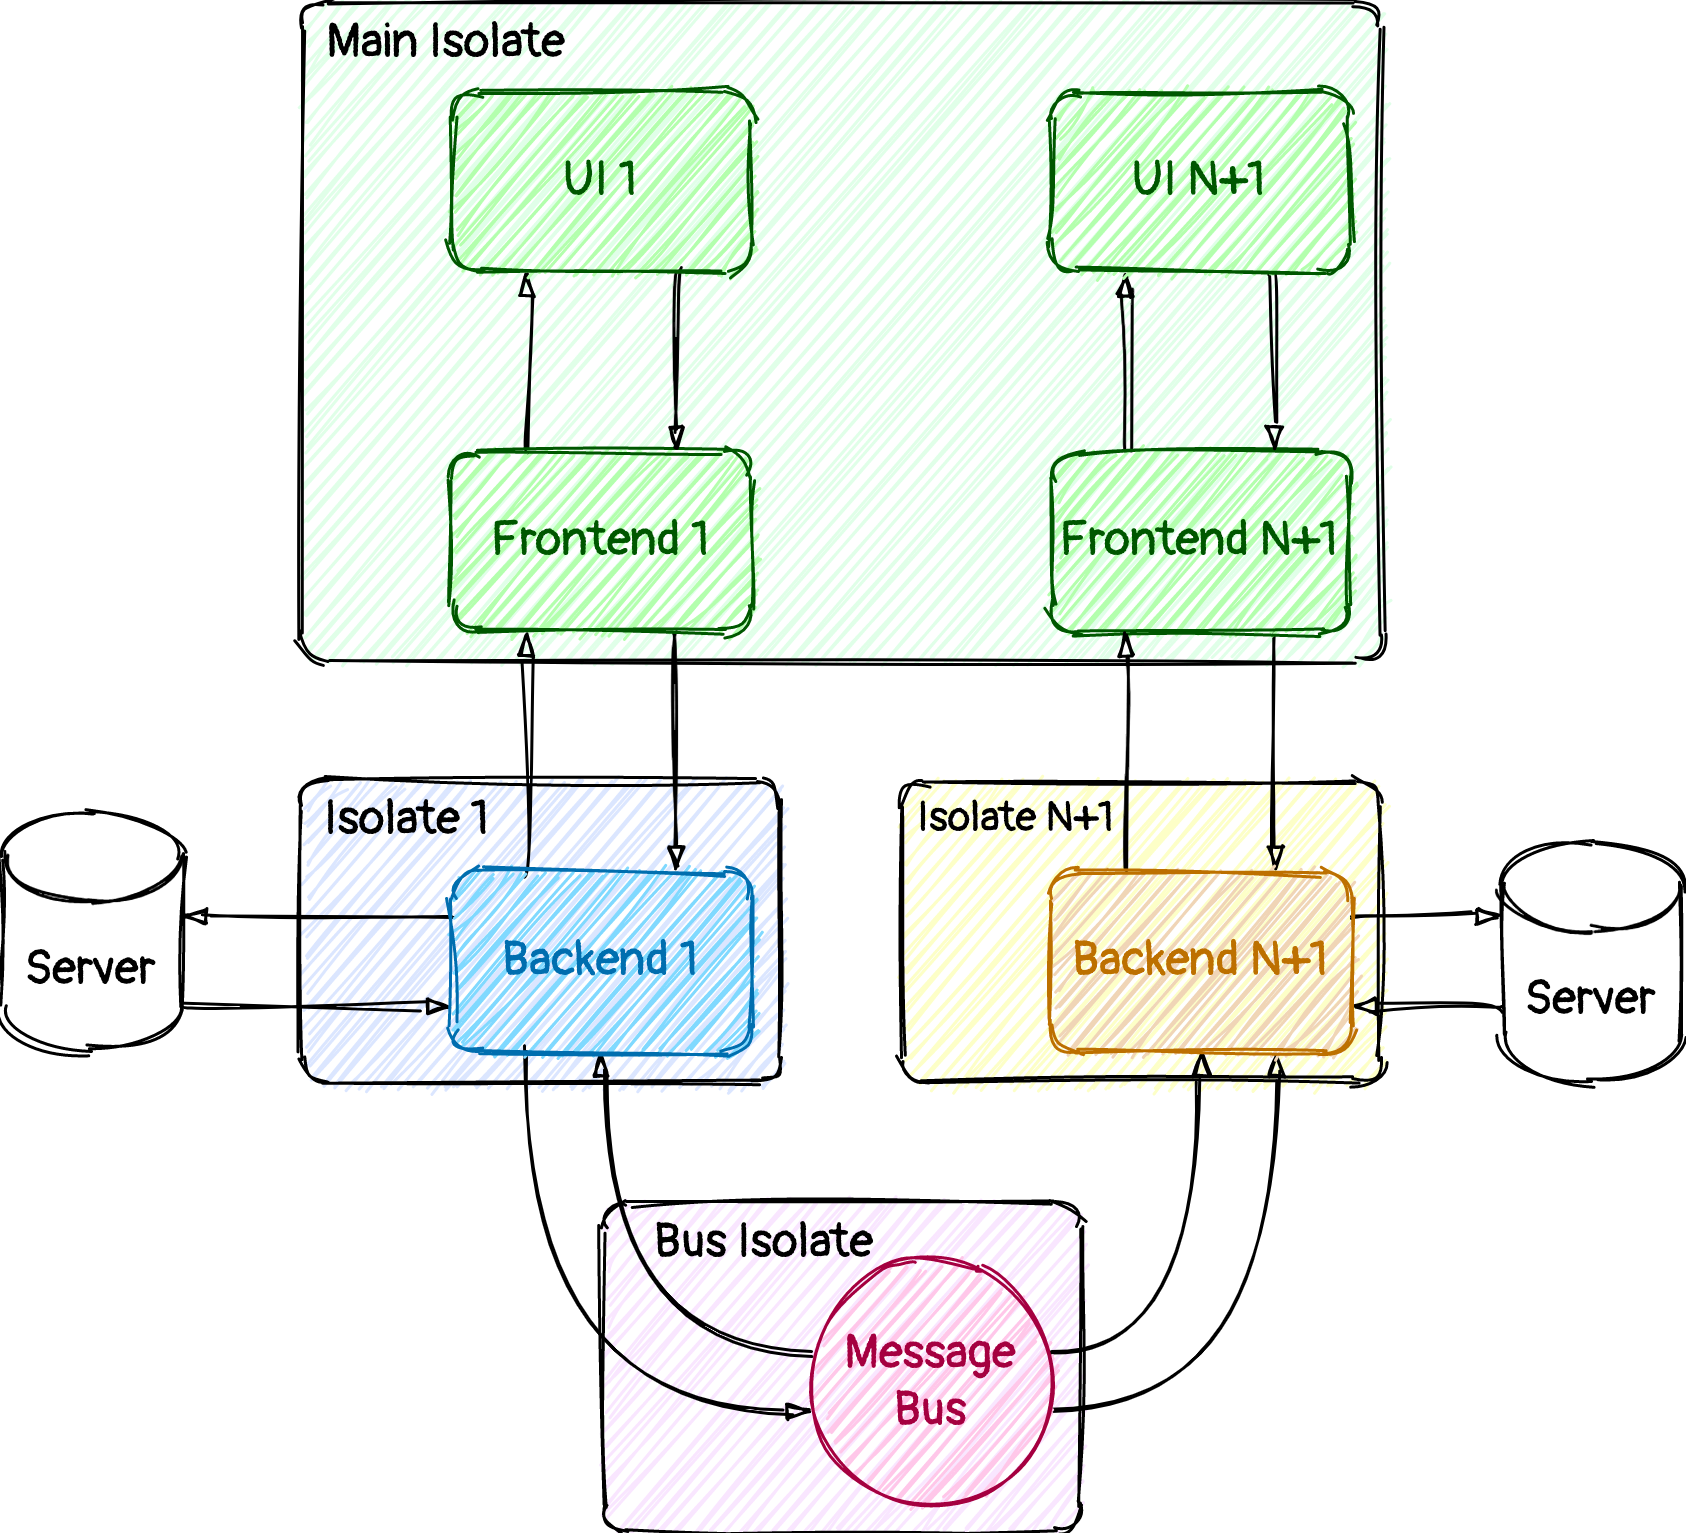 Main Isolate
UI 1
UI N+1
Frontend 1
Frontend N+1
Isolate 1
Isolate N+1
Server
Backend 1
Backend N+1
Server
Bus Isolate
Message
Bus